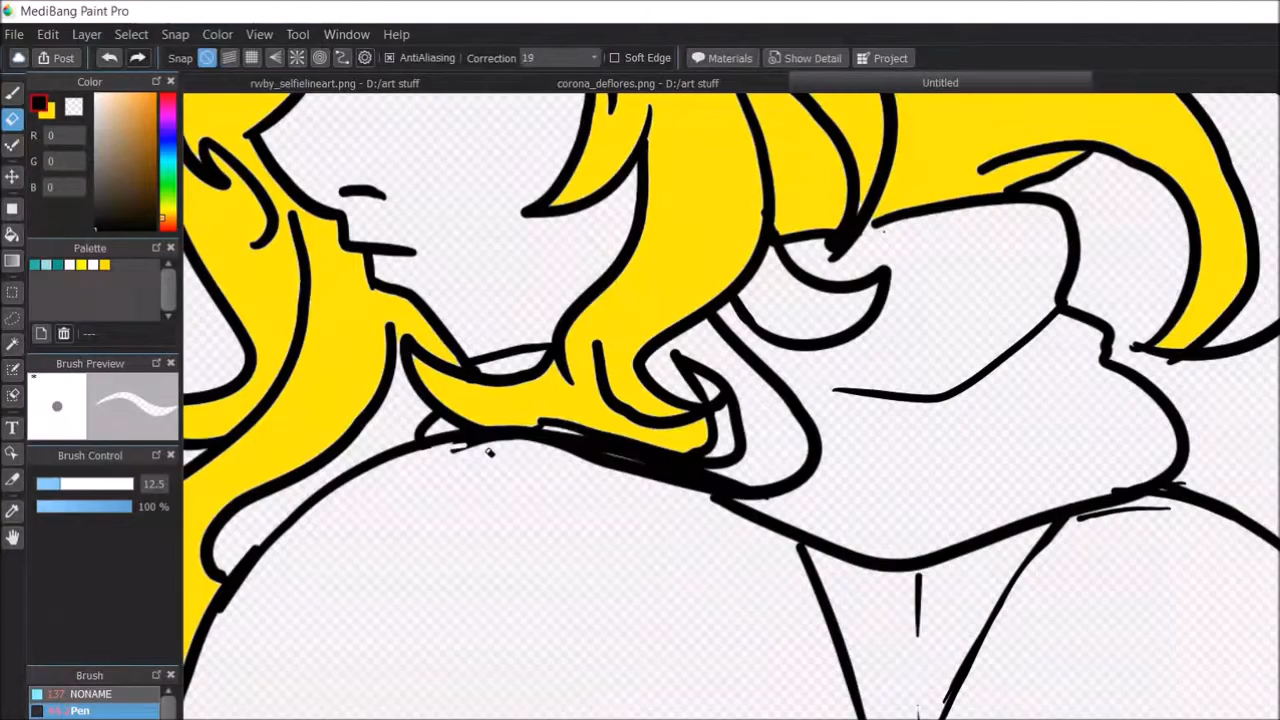 MediBang Paint Pro
File Edit Layer Select Snap Color View Tool Window Help
Post Snap AntiAliasing Correction 19 Soft Edge Materials Show Detail Project
Color rwby_selfielineart.png - D:/art stuff corona_deflores.png - D:/art stuff Untitled
R 0
G 0
B 0
Palette
---
Brush Preview
*
Brush Control
12.5
100 %
Brush
137 NONAME
Pen